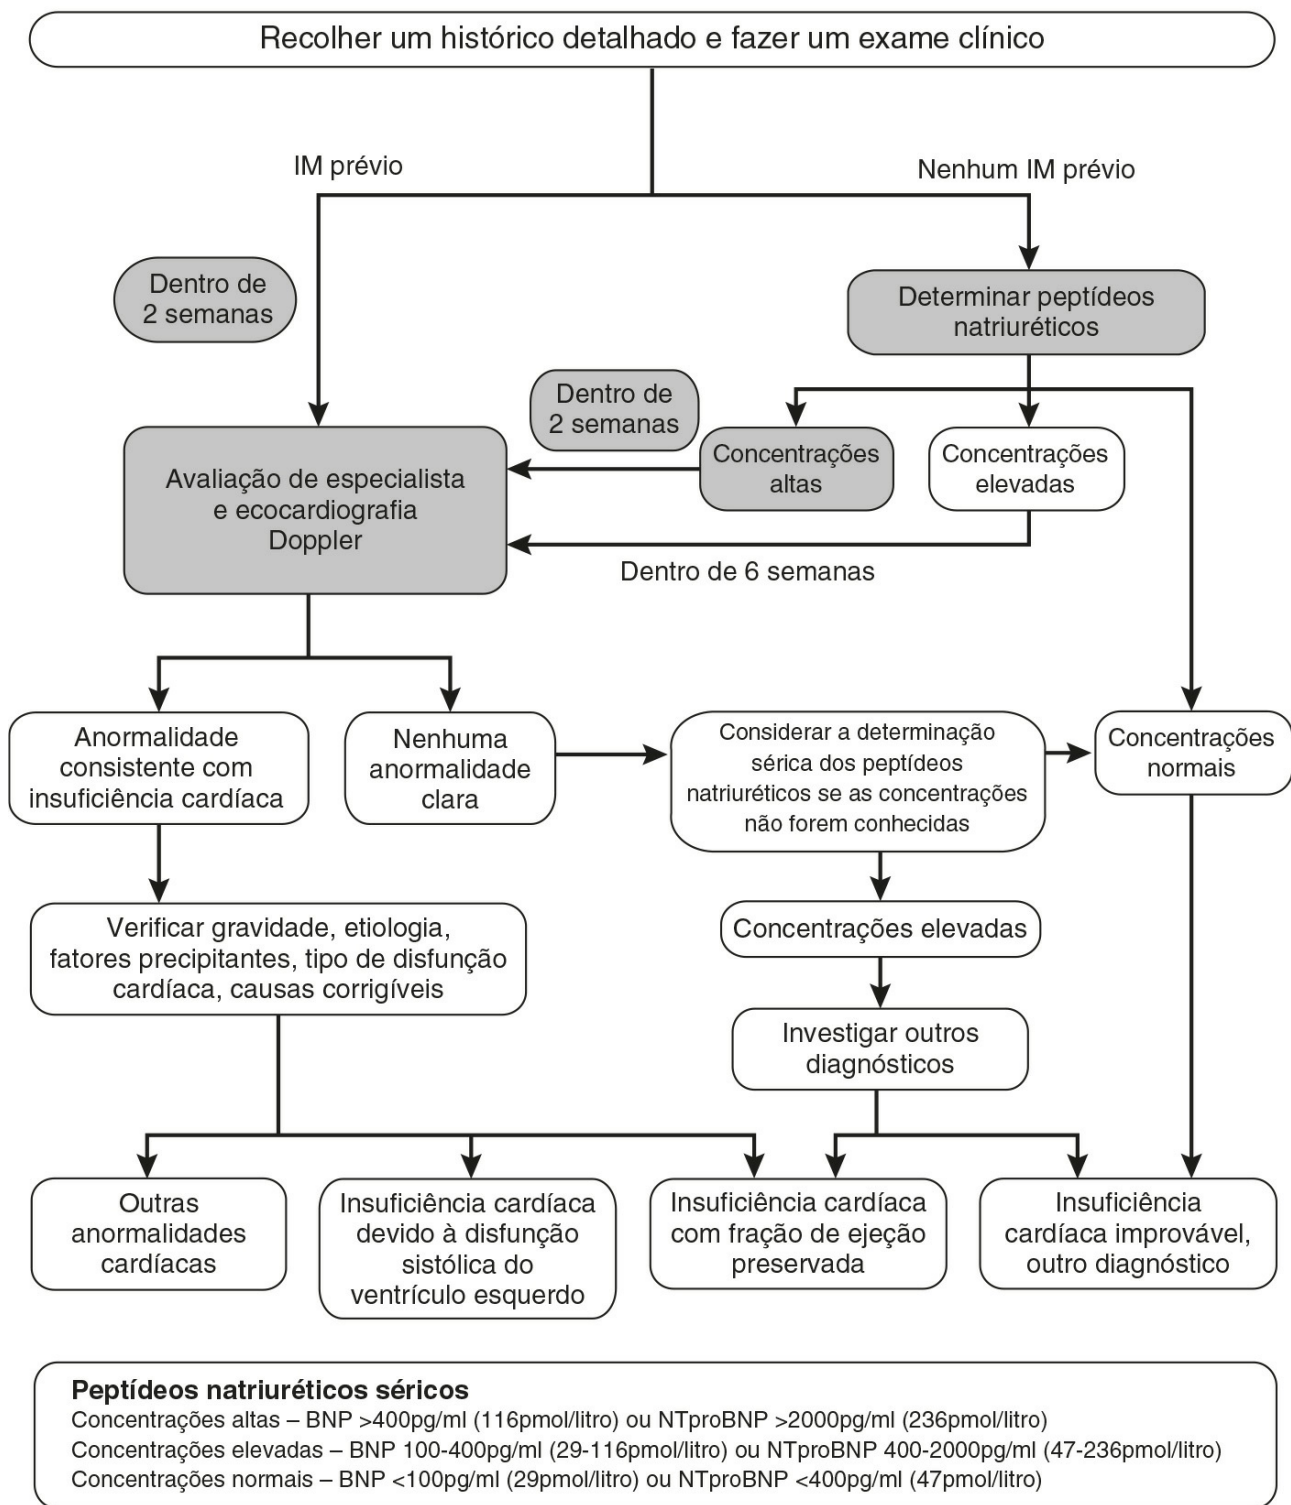 Recolher um histórico detalhado e fazer um exame clínico
IM prévio
Nenhum IM prévio
Dentro de
2 semanas
Determinar peptídeos
natriuréticos
Dentro de
2 semanas
Concentrações
altas
Concentrações
elevadas
Avaliação de especialista
e ecocardiografia
Doppler
Dentro de 6 semanas
Anormalidade
consistente com
insuficiência cardíaca
Nenhuma
anormalidade
clara
Considerar a determinação
sérica dos peptídeos
natriuréticos se as concentrações
não forem conhecidas
Concentrações
normais
Verificar gravidade, etiologia,
fatores precipitantes, tipo de disfunção
cardíaca, causas corrigíveis
Concentrações elevadas
Investigar outros
diagnósticos
Outras
anormalidades
cardíacas
Insuficiência cardíaca
devido à disfunção
sistólica do
ventrículo esquerdo
Insuficiência cardíaca
com fração de ejeção
preservada
Insuficiência
cardíaca improvável,
outro diagnóstico
Peptídeos natriuréticos séricos
Concentrações altas – BNP >400pg/ml (116pmol/litro) ou NTproBNP >2000pg/ml (236pmol/litro)
Concentrações elevadas – BNP 100-400pg/ml (29-116pmol/litro) ou NTproBNP 400-2000pg/ml (47-236pmol/litro)
Concentrações normais – BNP <100pg/ml (29pmol/litro) ou NTproBNP <400pg/ml (47pmol/litro)